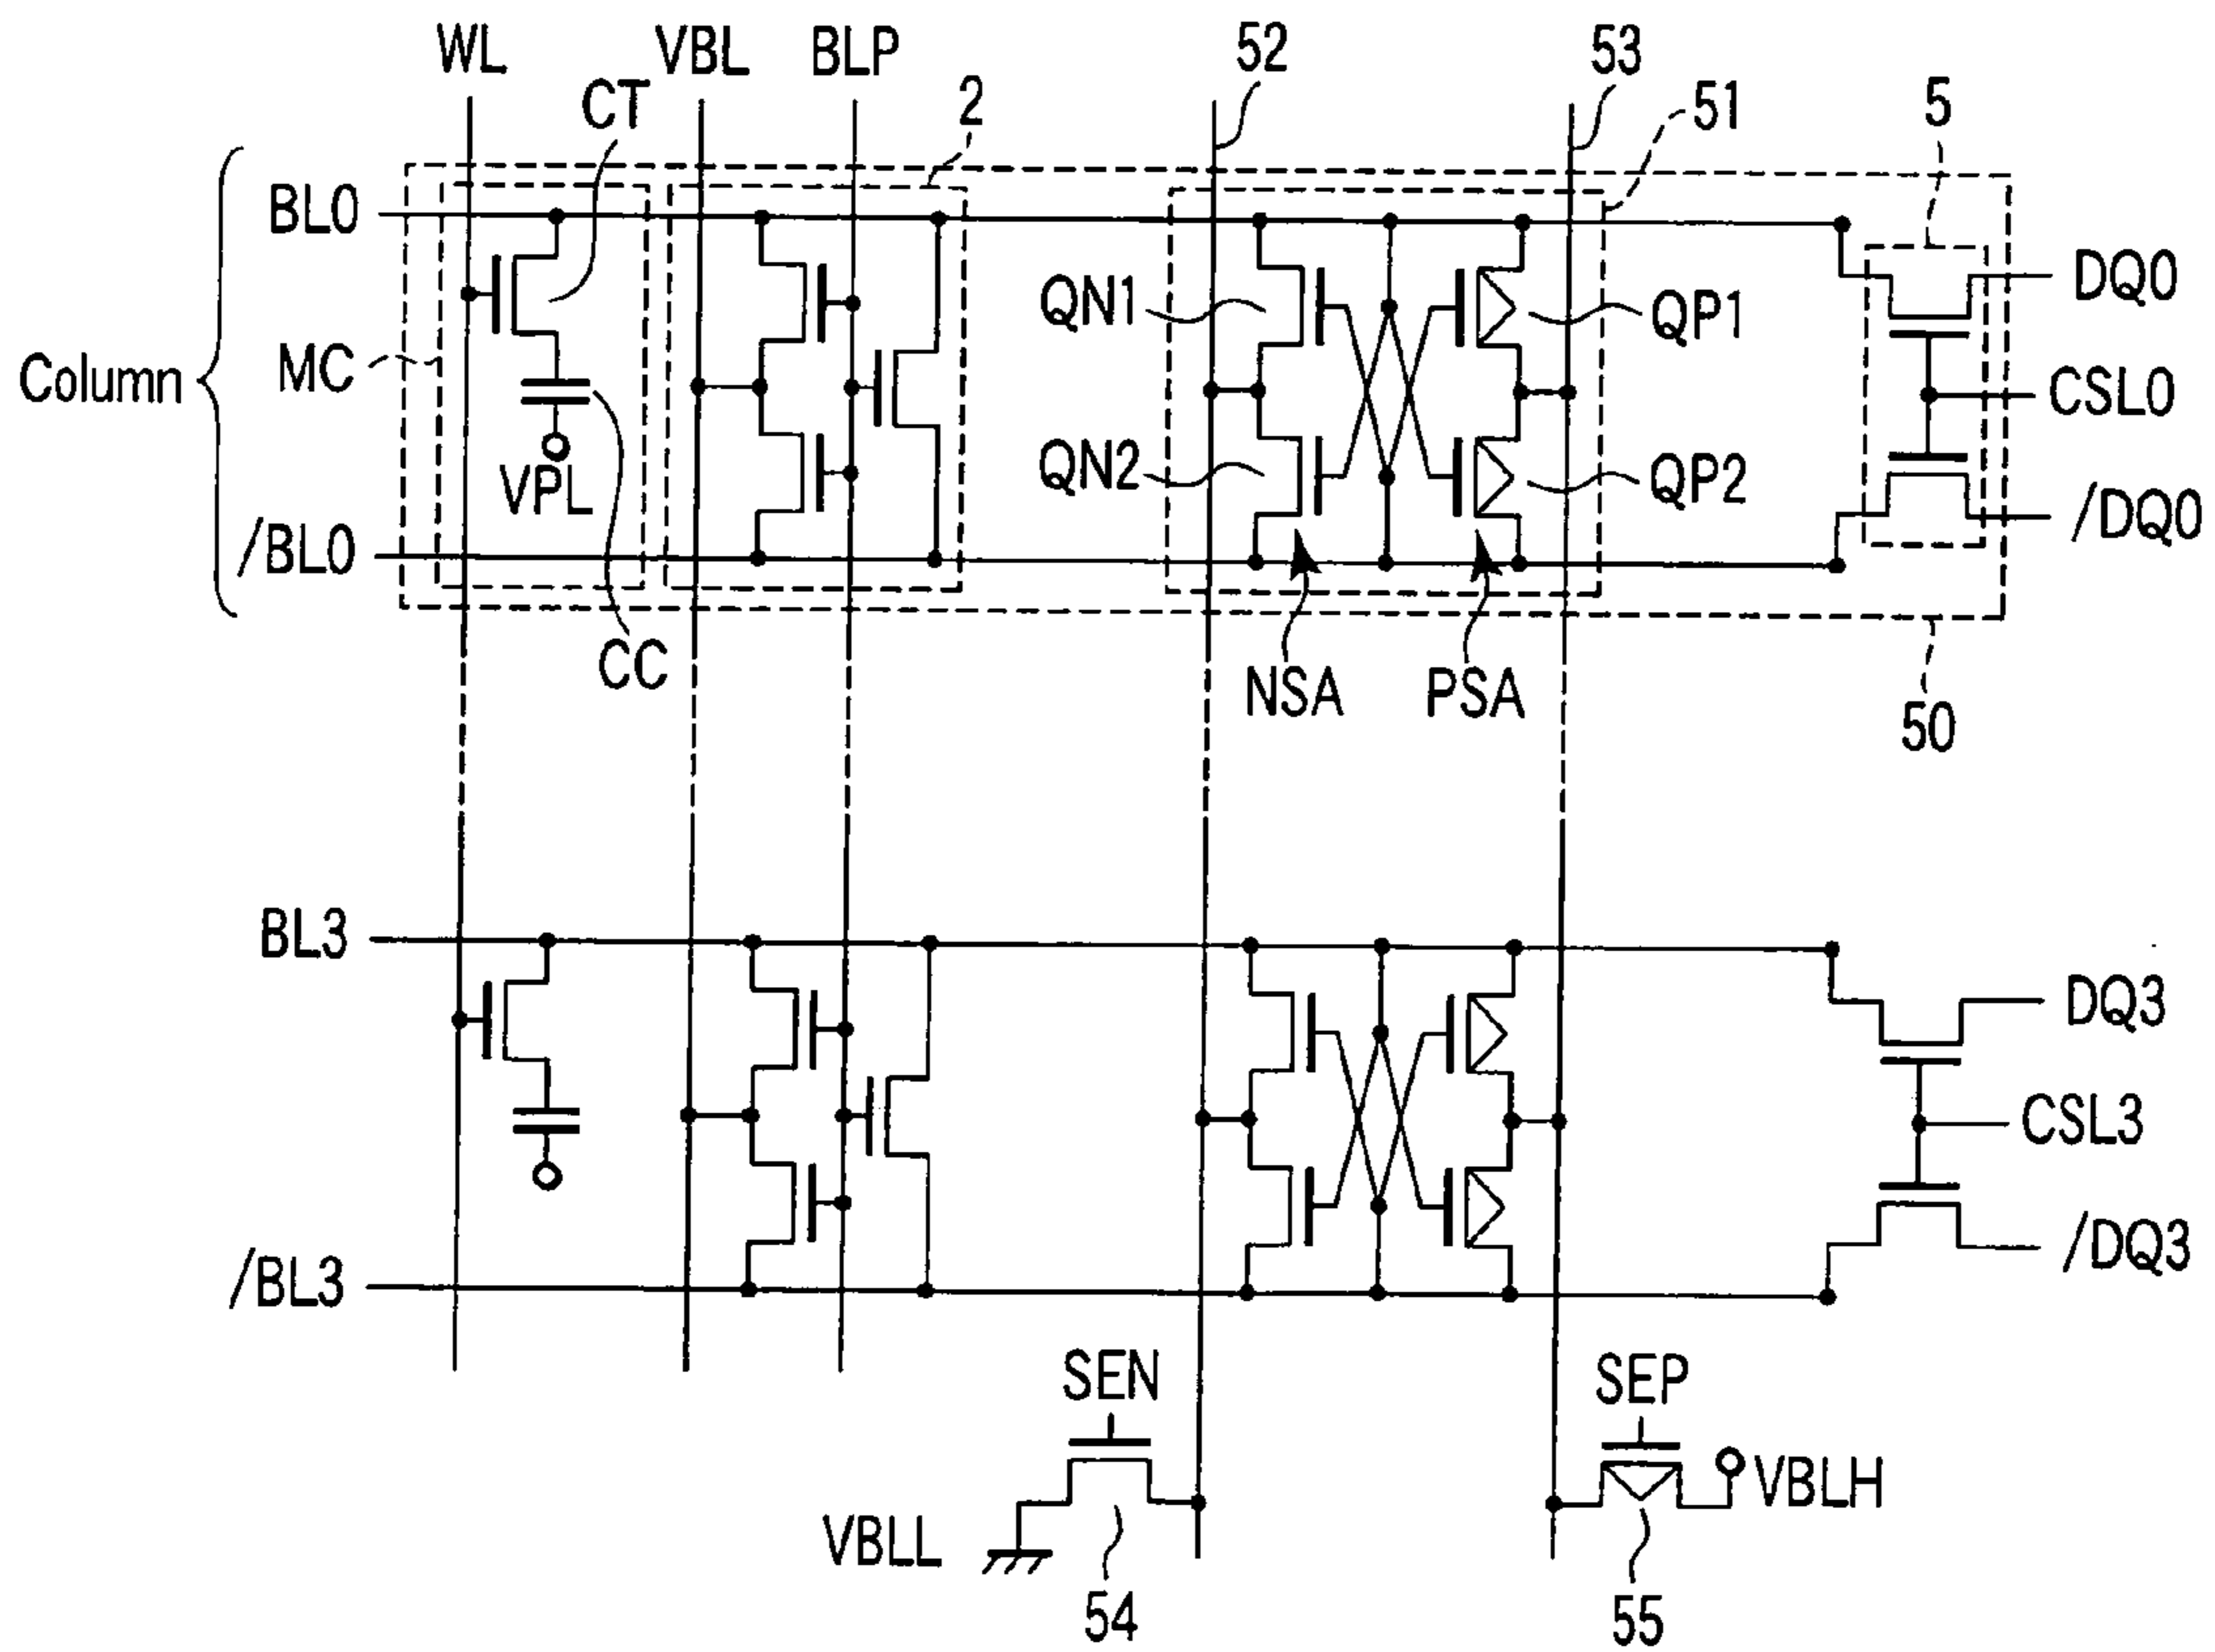 WL VBL BLP 52 53
CT 2 51 5
BL0 DQ0
QN1 QP1
Column MC CSL0
QN2 QP2
VPL /DQ0
/BL0
CC NSA PSA
50
BL3
DQ3
CSL3
/BL3 /DQ3
SEN SEP
VBLL VBLH
54 55